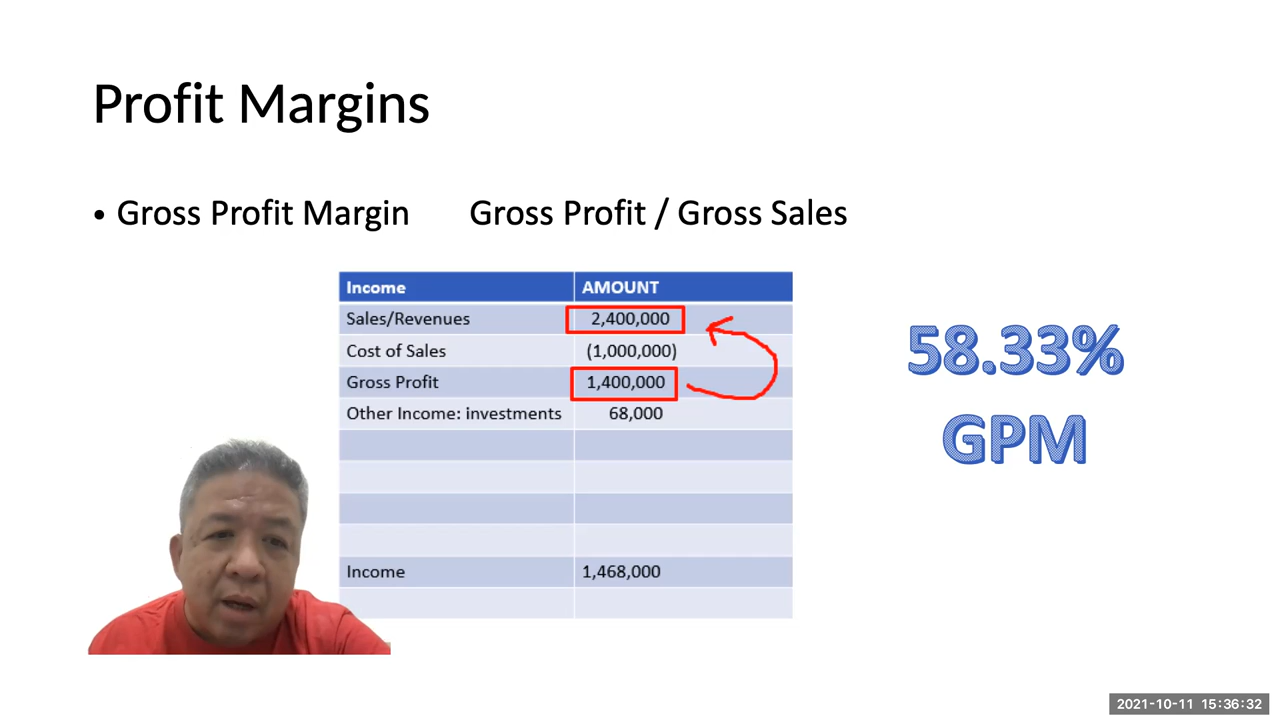 Profit Margins
• Gross Profit Margin Gross Profit / Gross Sales
Income AMOUNT
Sales/Revenues 2,400,000
Cost of Sales (1,000,000)
Gross Profit 1,400,000
Other Income: investments 68,000
Income 1,468,000
58.33%
GPM
2021-10-11 15:36:32